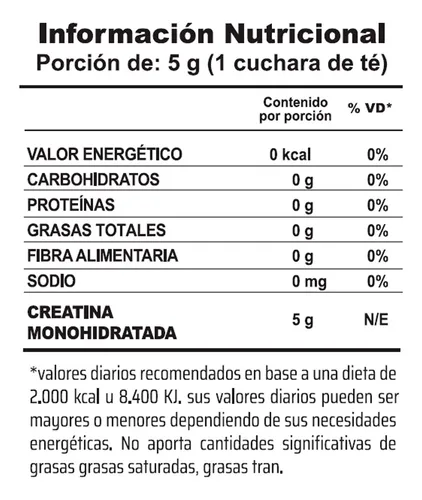 Información Nutricional
Porción de: 5 g (1 cuchara de té)
Contenido por porción % VD*
VALOR ENERGÉTICO 0 kcal 0%
CARBOHIDRATOS 0 g 0%
PROTEÍNAS 0 g 0%
GRASAS TOTALES 0 g 0%
FIBRA ALIMENTARIA 0 g 0%
SODIO 0 mg 0%
CREATINA
MONOHIDRATADA 5 g N/E
*valores diarios recomendados en base a una dieta de
2.000 kcal u 8.400 KJ. sus valores diarios pueden ser
mayores o menores dependiendo de sus necesidades
energéticas. No aporta cantidades significativas de
grasas grasas saturadas, grasas tran.